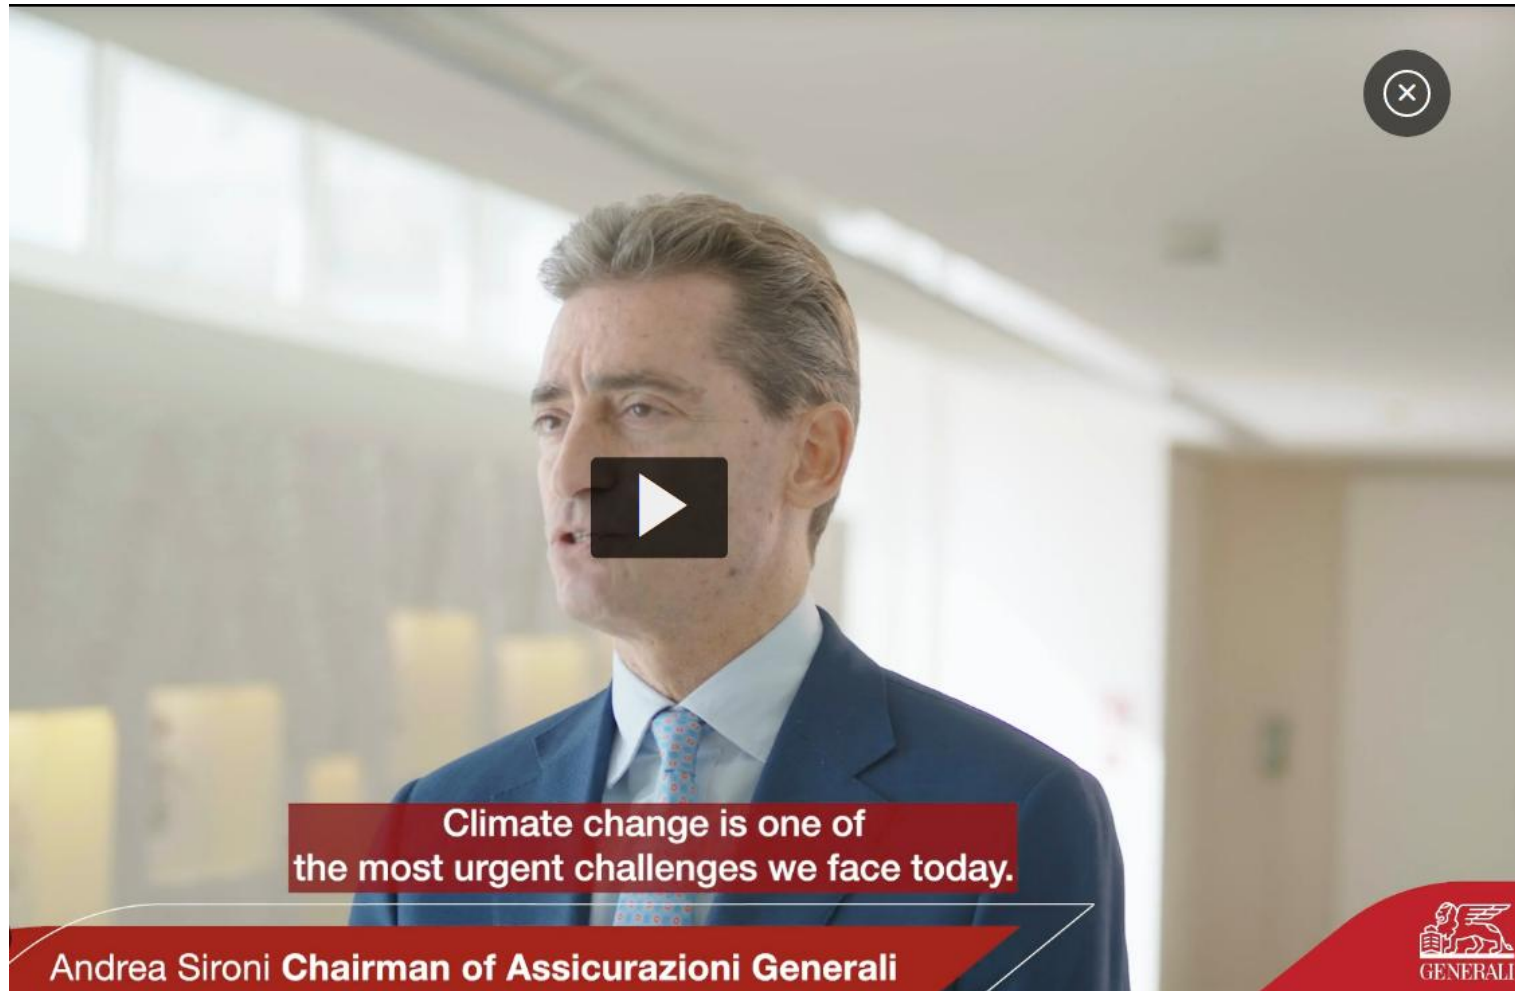 Climate change is one of
the most urgent challenges we face today.
Andrea Sironi Chairman of Assicurazioni Generali
GENERALI